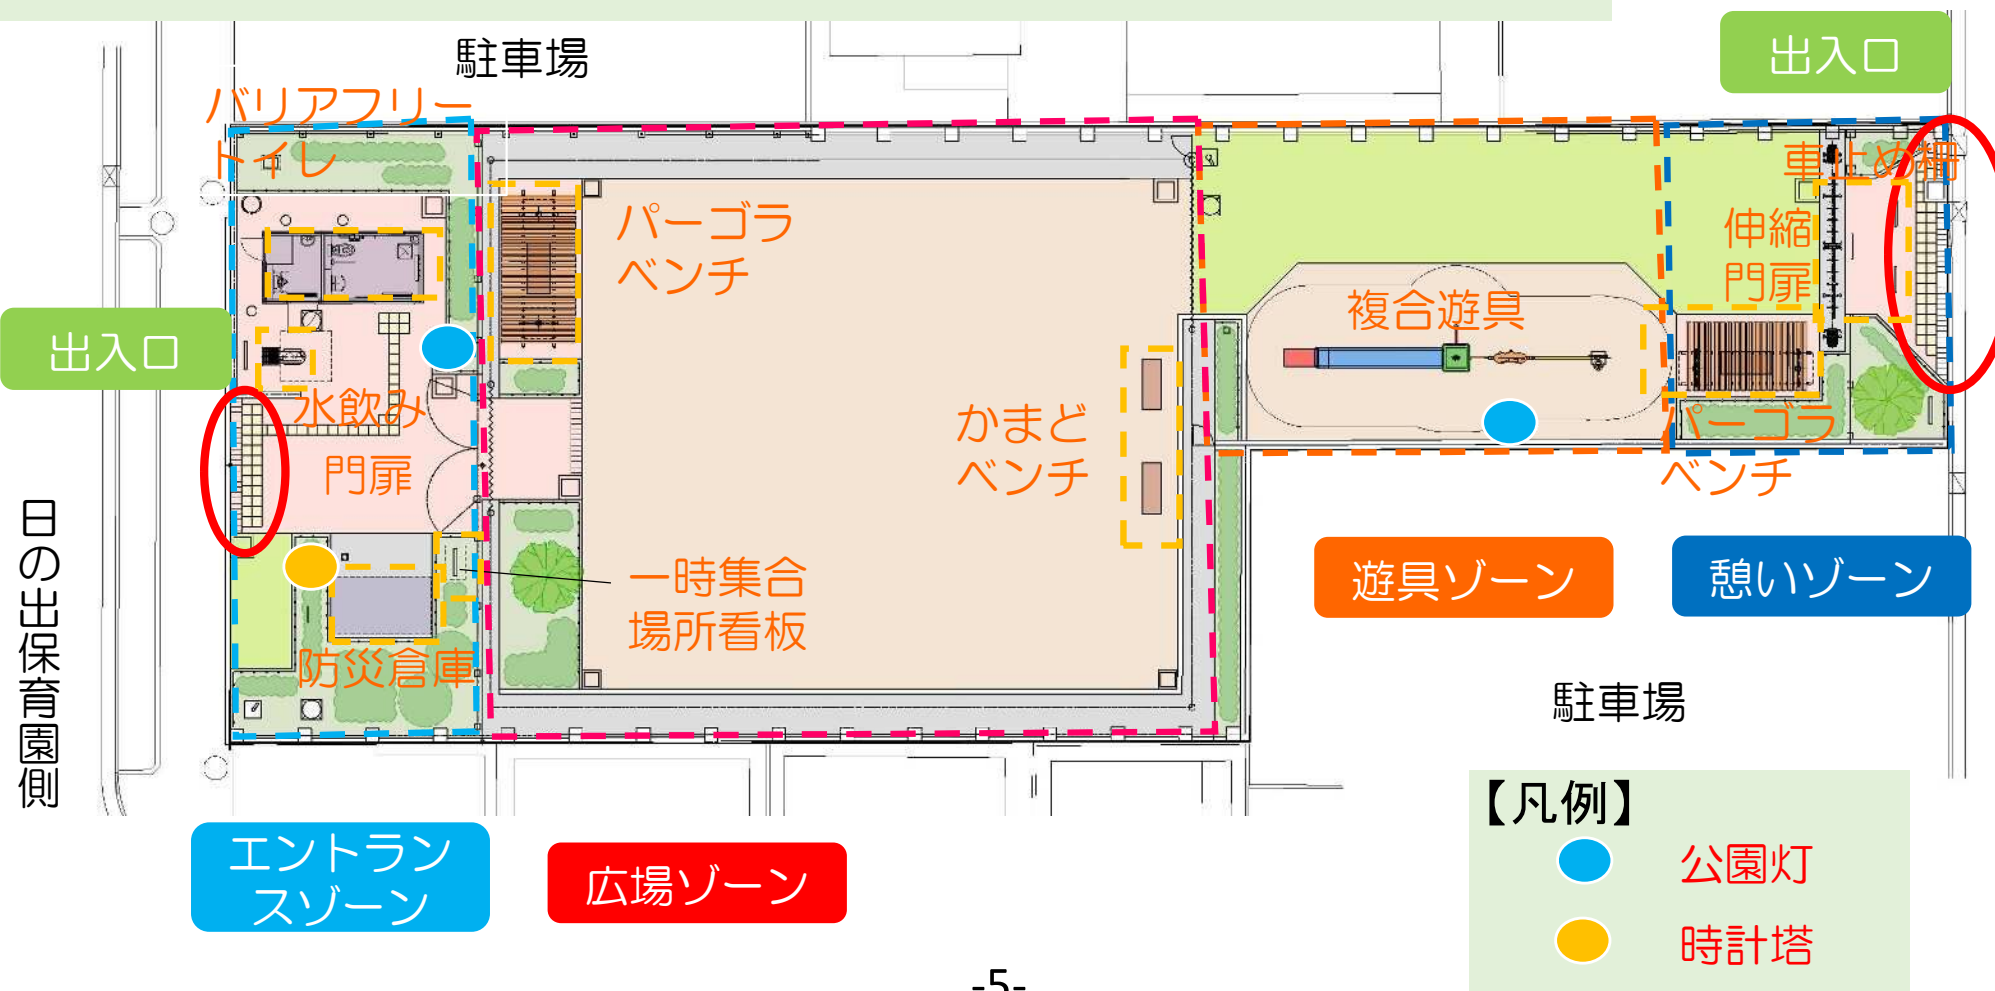 駐車場
出入口
バリアフリー
トイレ
車止め柵
パーゴラ
ベンチ
伸縮
門扉
複合遊具
出入口
水飲み
門扉
かまど
ベンチ
パーゴラ
ベンチ
日の出保育園側
一時集合
場所看板
遊具ゾーン
憩いゾーン
防災倉庫
駐車場
エントラン
スゾーン
広場ゾーン
【凡例】
公園灯
時計塔
-5-